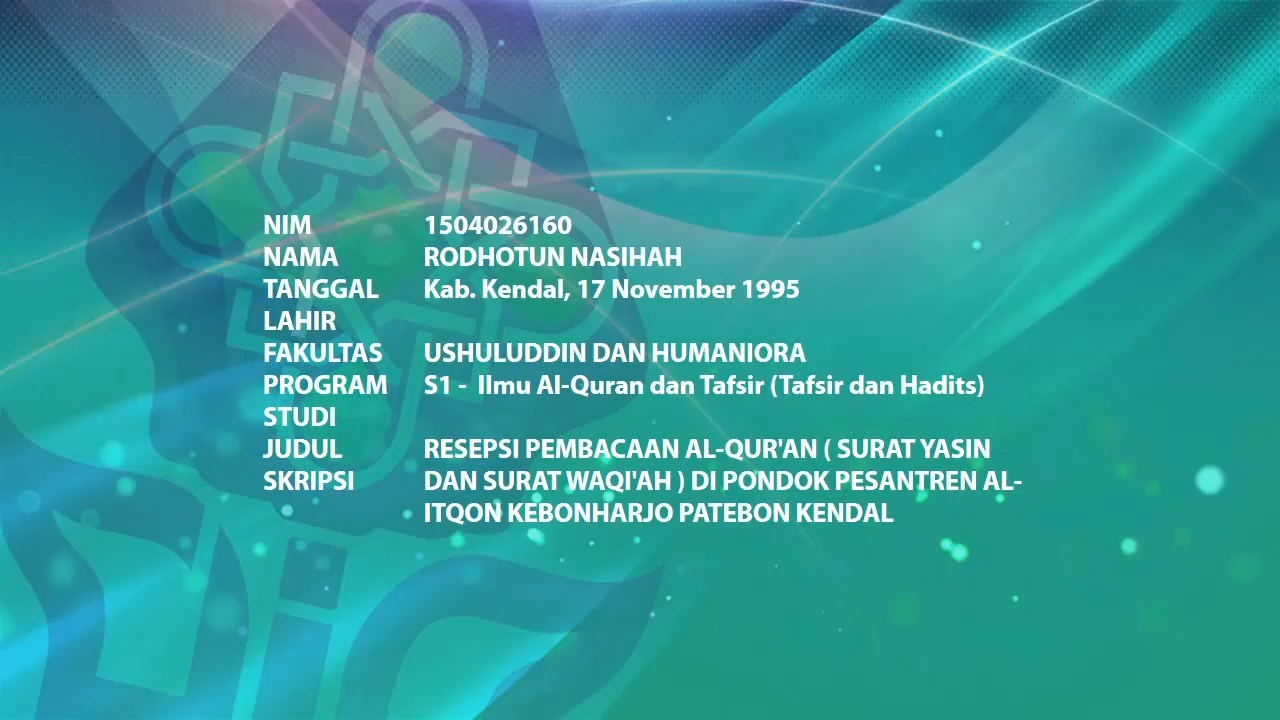 NIM 1504026160
NAMA RODHOTUN NASIHAH
TANGGAL Kab. Kendal, 17 November 1995
LAHIR
FAKULTAS USHULUDDIN DAN HUMANIORA
PROGRAM S1 - Ilmu Al-Quran dan Tafsir (Tafsir dan Hadits)
STUDI
JUDUL RESEPSI PEMBACAAN AL-QUR'AN ( SURAT YASIN
SKRIPSI DAN SURAT WAQI'AH ) DI PONDOK PESANTREN AL-
ITQON KEBONHARJO PATEBON KENDAL